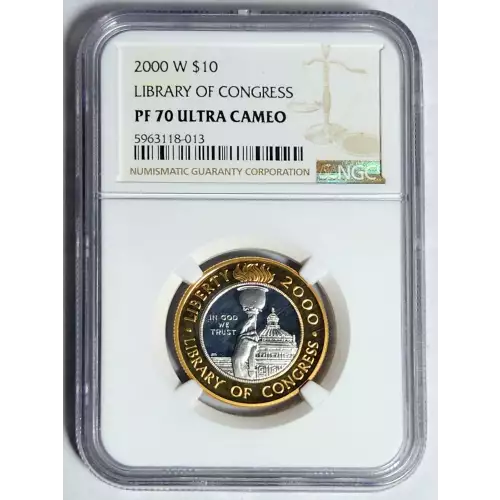 2000 W $10
LIBRARY OF CONGRESS
PF 70 ULTRA CAMEO
5963118-013
NUMISMATIC GUARANTY CORPORATION
NGC
LIBERTY 2000
IN GOD
WE
TRUST
LIBRARY OF CONGRESS